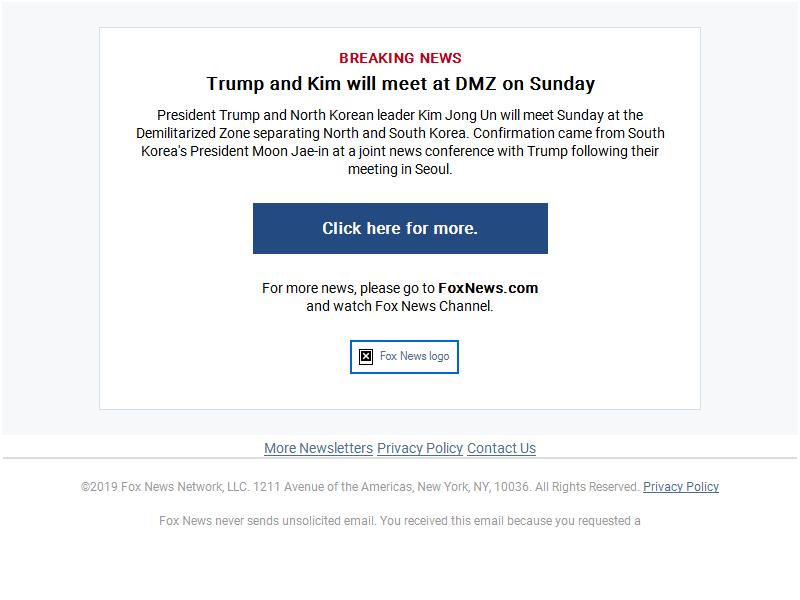 BREAKING NEWS
Trump and Kim will meet at DMZ on Sunday
President Trump and North Korean leader Kim Jong Un will meet Sunday at the
Demilitarized Zone separating North and South Korea. Confirmation came from South
Korea's President Moon Jae-in at a joint news conference with Trump following their
meeting in Seoul.
Click here for more.
For more news, please go to FoxNews.com
and watch Fox News Channel.
Fox News logo
More Newsletters Privacy Policy Contact Us
©2019 Fox News Network, LLC. 1211 Avenue of the Americas, New York, NY, 10036. All Rights Reserved. Privacy Policy
Fox News never sends unsolicited email. You received this email because you requested a